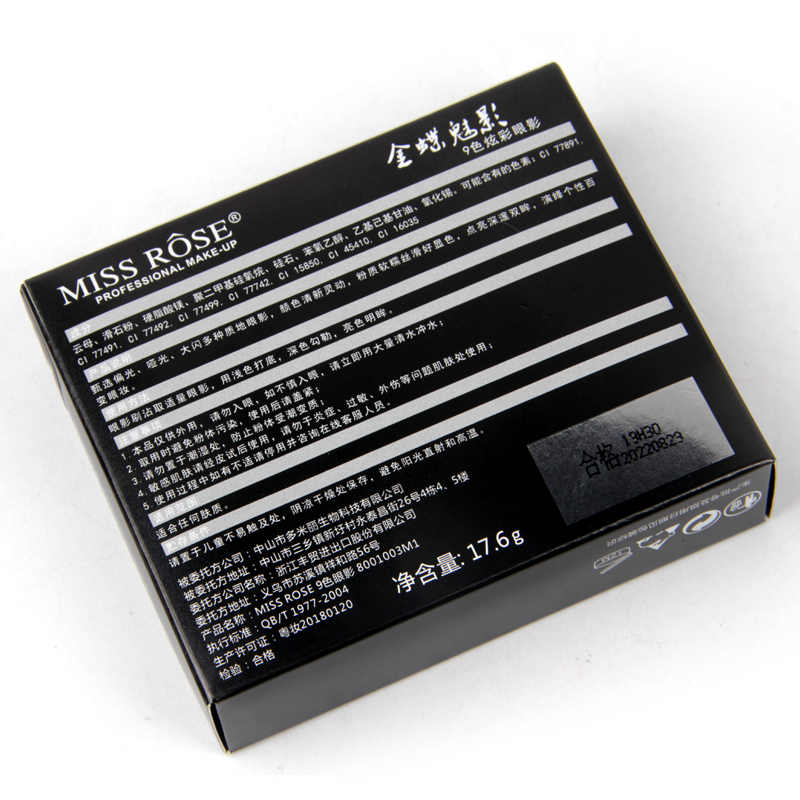 金蝶魅影
9色炫彩眼影
MISS RÔSE®
PROFESSIONAL MAKE-UP
成分
云母、滑石粉、硬脂酸镁、聚二甲基硅氧烷、硅石、苯氧乙醇、乙基己基甘油、氧化锡。可能含有的色素：CI 77891,
CI 77491. CI 77492. CI 77499. CI 77742. CI 15850. CI 45410. CI 16035
产品说明
甄选偏光、哑光、大闪多种质地眼影，颜色清新灵动，粉质软糯丝滑好显色，点亮深邃双眸，演绎个性百
变眼妆。
使用方法
眼影刷沾取适量眼影，用浅色打底，深色勾勒，亮色明眸。
注意事项
1. 本品仅供外用，请勿入眼，如不慎入眼，请立即用大量清水冲水；
2. 取用时避免粉体污染，使用后请盖紧；
3. 请勿置于潮湿处，防止粉体受潮变质；
4. 敏感肌肤请经皮试后使用，请勿于炎症、过敏、外伤等问题肌肤处使用；
5. 使用过程中如有不适请停用并咨询在线客服人员。
适用范围
适合任何肤质。
贮存条件
请置于儿童不易触及处，阴凉干燥处保存，避免阳光直射和高温。
被委托方公司：中山市多米丽生物科技有限公司
被委托方地址：中山市三乡镇新圩村永泰昌街26号4栋4、5楼
委托方公司：浙江丰贸进出口股份有限公司
委托方地址：义乌市苏溪镇祥和路56号
产品名称：MISS ROSE 9色眼影 8001003M1
执行标准：QB/T 1977-2004
生产许可证：粤妆20180120
检验：合格
净含量: 17.6g
合格 13H30
20220823